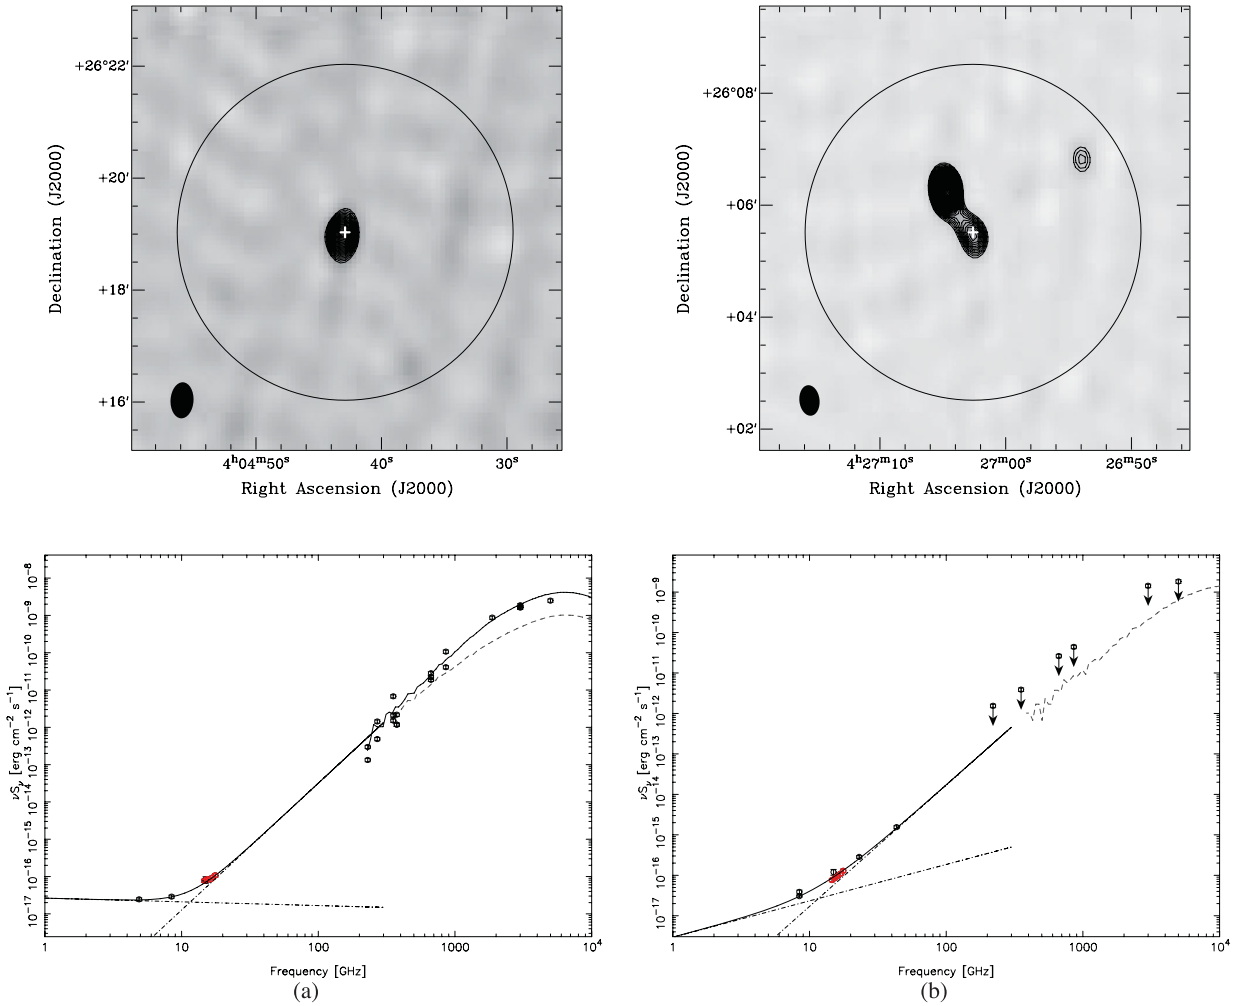 +26°22′
+20′
+18′
+16′
Declination (J2000)
4ʰ04ᵐ50ˢ 40ˢ 30ˢ
Right Ascension (J2000)
+26°08′
+06′
+04′
+02′
Declination (J2000)
4ʰ27ᵐ10ˢ 27ᵐ00ˢ 26ᵐ50ˢ
Right Ascension (J2000)
10⁻⁸
10⁻⁹
10⁻¹⁰
10⁻¹¹
10⁻¹²
10⁻¹³
10⁻¹⁴
10⁻¹⁵
10⁻¹⁶
10⁻¹⁷
νSᵥ [erg cm⁻² s⁻¹]
1 10 100 1000 10⁴
Frequency [GHz]
(a)
10⁻⁹
10⁻¹⁰
10⁻¹¹
10⁻¹²
10⁻¹³
10⁻¹⁴
10⁻¹⁵
10⁻¹⁶
10⁻¹⁷
νSᵥ [erg cm⁻² s⁻¹]
1 10 100 1000 10⁴
Frequency [GHz]
(b)